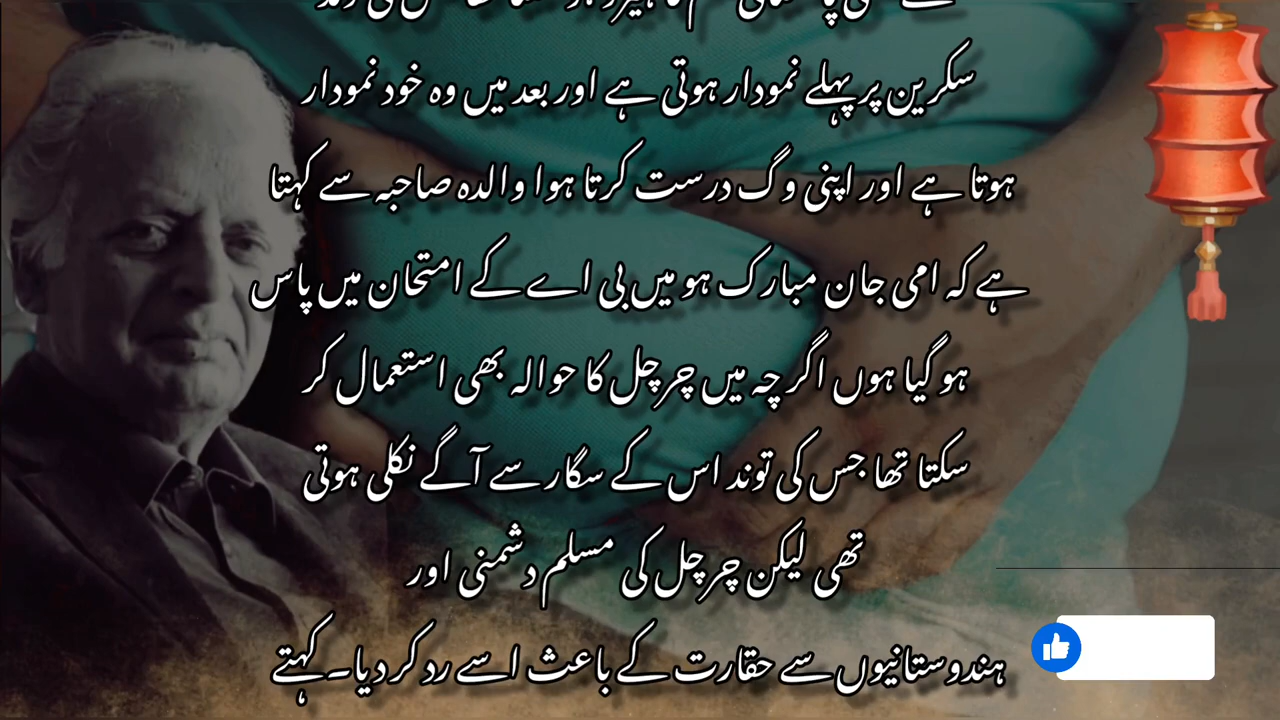 سکرین پر پہلے نمودار ہوتی ہے اور بعد میں وہ خود نمودار
ہوتا ہے اور اپنی وگ درست کرتا ہوا والدہ صاحبہ سے کہتا
ہے کہ امی جان مبارک ہو میں بی اے کے امتحان میں پاس
ہو گیا ہوں اگر چہ میں چرچل کا حوالہ بھی استعمال کر
سکتا تھا جس کی توند اس کے سگار سے آگے نکلی ہوتی
تھی لیکن چرچل کی مسلم دشمنی اور
ہندوستانیوں سے حقارت کے باعث اسے رد کر دیا۔ کہتے